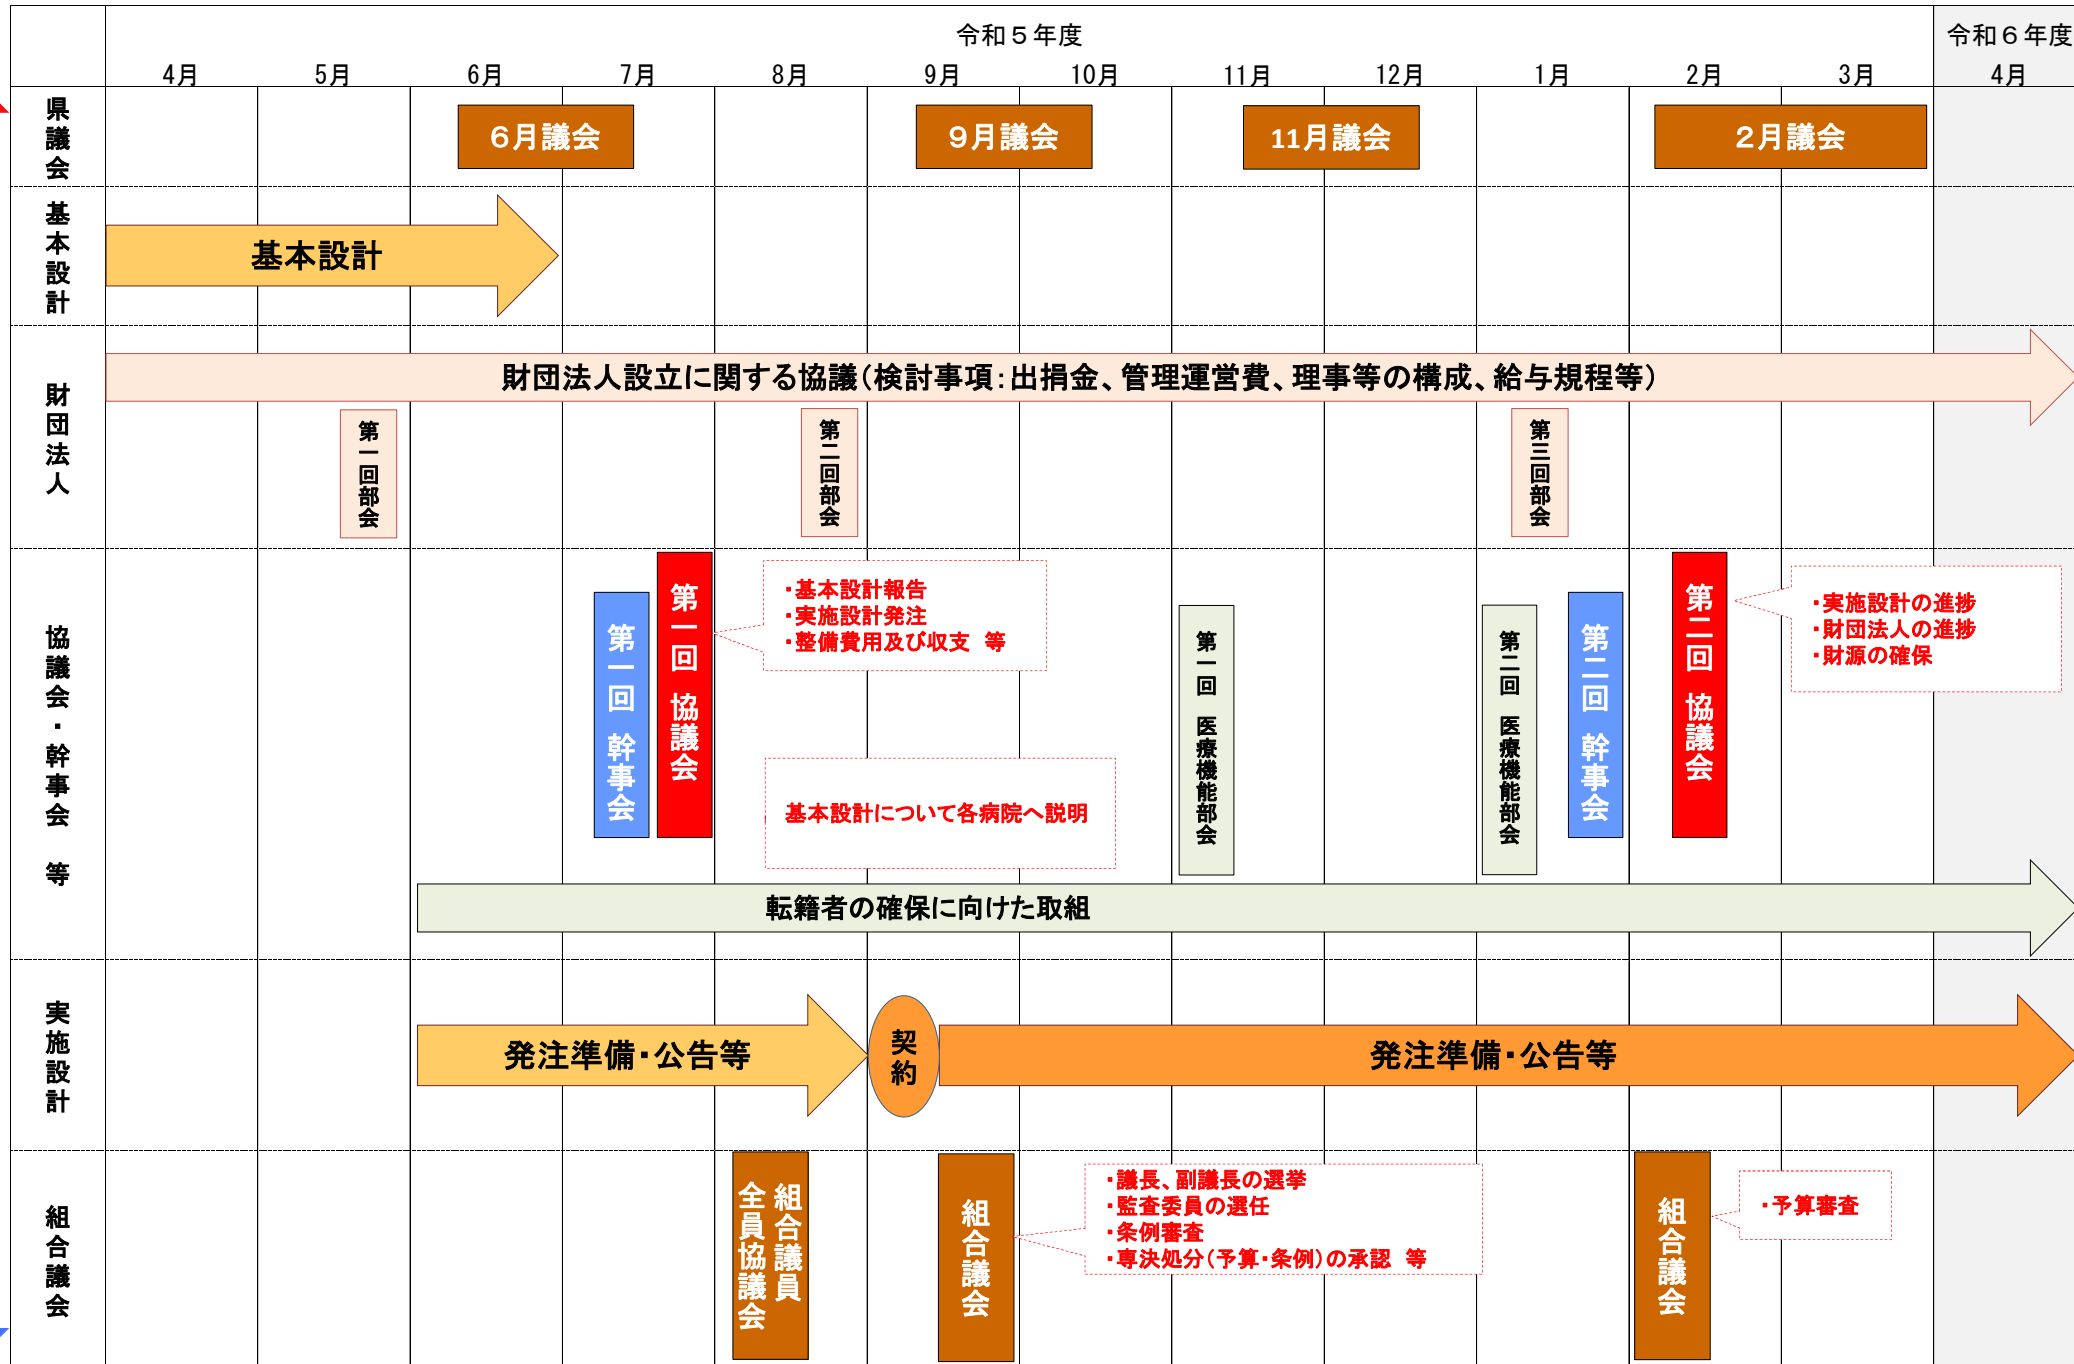 令和５年度
令和６年度
4月
5月
6月
7月
8月
9月
10月
11月
12月
1月
2月
3月
4月
県議会
６月議会
９月議会
11月議会
２月議会
基本設計
基本設計
財団法人
財団法人設立に関する協議（検討事項：出捐金、管理運営費、理事等の構成、給与規程等）
第一回部会
第二回部会
第三回部会
協議会・幹事会　等
第一回　幹事会
第一回　協議会
・基本設計報告
・実施設計発注
・整備費用及び収支　等
基本設計について各病院へ説明
第一回　医療機能部会
第二回　医療機能部会
第二回　幹事会
第二回　協議会
・実施設計の進捗
・財団法人の進捗
・財源の確保
転籍者の確保に向けた取組
実施設計
発注準備・公告等
契約
発注準備・公告等
組合議会
組合議員
全員協議会
組合議会
・議長、副議長の選挙
・監査委員の選任
・条例審査
・専決処分（予算・条例）の承認　等
組合議会
・予算審査